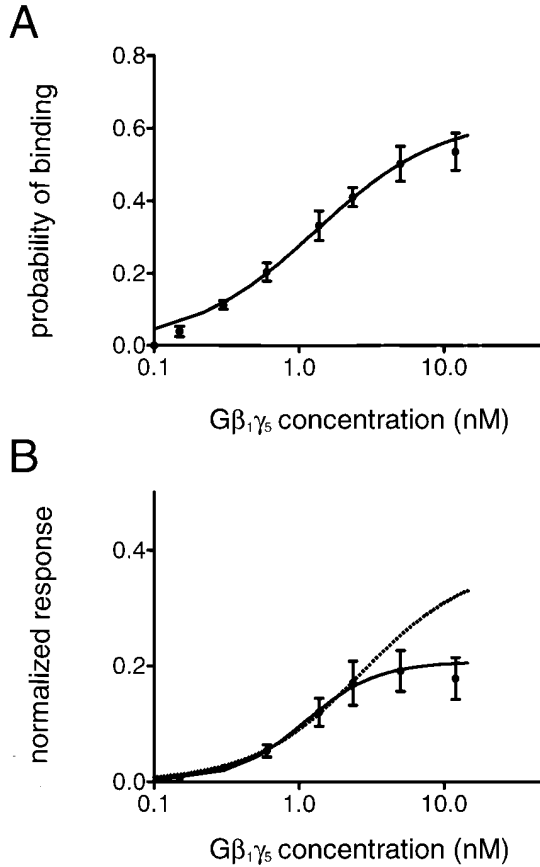 A
0.8
0.6
0.4
0.2
0.0
0.1
1.0
10.0
probability of binding
Gβ₁γ₅ concentration (nM)
B
0.4
0.2
0.0
0.1
1.0
10.0
normalized response
Gβ₁γ₅ concentration (nM)